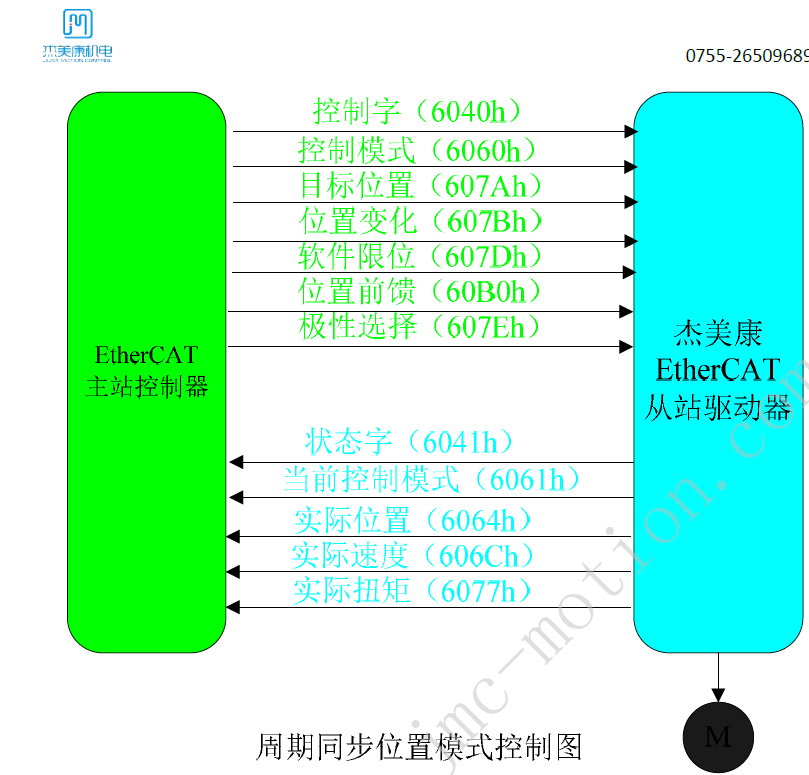 杰美康机电
JUST MOTION CONTROL
0755-26509689
控制字（6040h）
控制模式（6060h）
目标位置（607Ah）
位置变化（607Bh）
软件限位（607Dh）
位置前馈（60B0h）
极性选择（607Eh）
EtherCAT
主站控制器
杰美康
EtherCAT
从站驱动器
状态字（6041h）
当前控制模式（6061h）
实际位置（6064h）
实际速度（606Ch）
实际扭矩（6077h）
jmc-motion.com
M
周期同步位置模式控制图